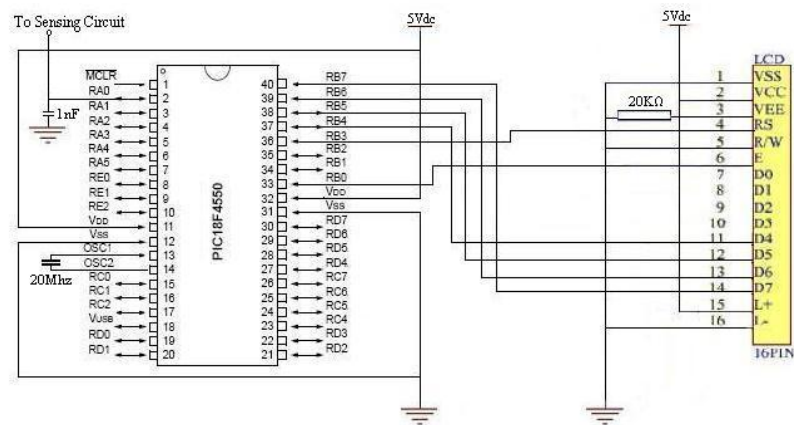 To Sensing Circuit
5Vdc
5Vdc
LCD
MCLR
RA0
RA1
RA2
RA3
RA4
RA5
RE0
RE1
RE2
VDD
VSS
OSC1
OSC2
RC0
RC1
RC2
VUSB
RD0
RD1
1nF
20Mhz
1
2
3
4
5
6
7
8
9
10
11
12
13
14
15
16
17
18
19
20
PIC18F4550
40
39
38
37
36
35
34
33
32
31
30
29
28
27
26
25
24
23
22
21
RB7
RB6
RB5
RB4
RB3
RB2
RB1
RB0
VDD
VSS
RD7
RD6
RD5
RD4
RC7
RC6
RC5
RC4
RD3
RD2
20KΩ
1 VSS
2 VCC
3 VEE
4 RS
5 R/W
6 E
7 D0
8 D1
9 D2
10 D3
11 D4
12 D5
13 D6
14 D7
15 L+
16 L-
16PIN